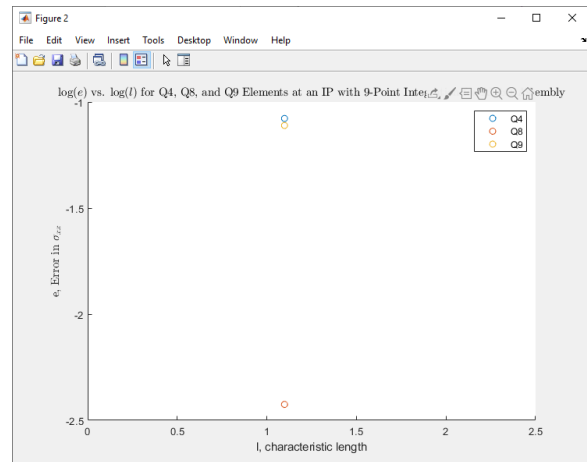 Figure 2
File Edit View Insert Tools Desktop Window Help
log(e) vs. log(l) for Q4, Q8, and Q9 Elements at an IP with 9-Point embly
-1
-1.5
-2
-2.5
0 0.5 1 1.5 2 2.5
e, Error in σxx
l, characteristic length
Q4
Q8
Q9